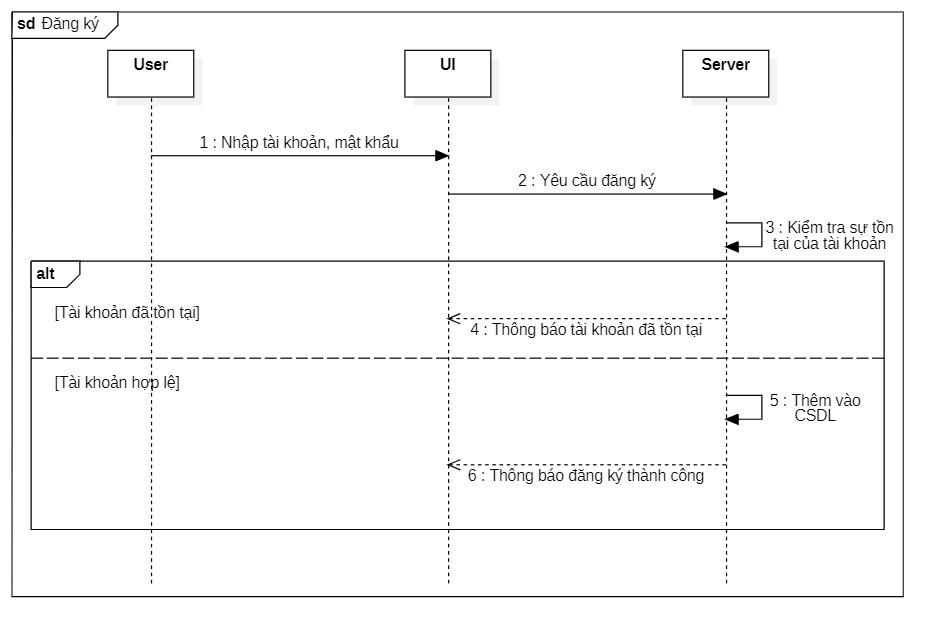 sd Đăng ký
User
UI
Server
1 : Nhập tài khoản, mật khẩu
2 : Yêu cầu đăng ký
3 : Kiểm tra sự tồn
tại của tài khoản
alt
[Tài khoản đã tồn tại]
4 : Thông báo tài khoản đã tồn tại
[Tài khoản hợp lệ]
5 : Thêm vào
CSDL
6 : Thông báo đăng ký thành công